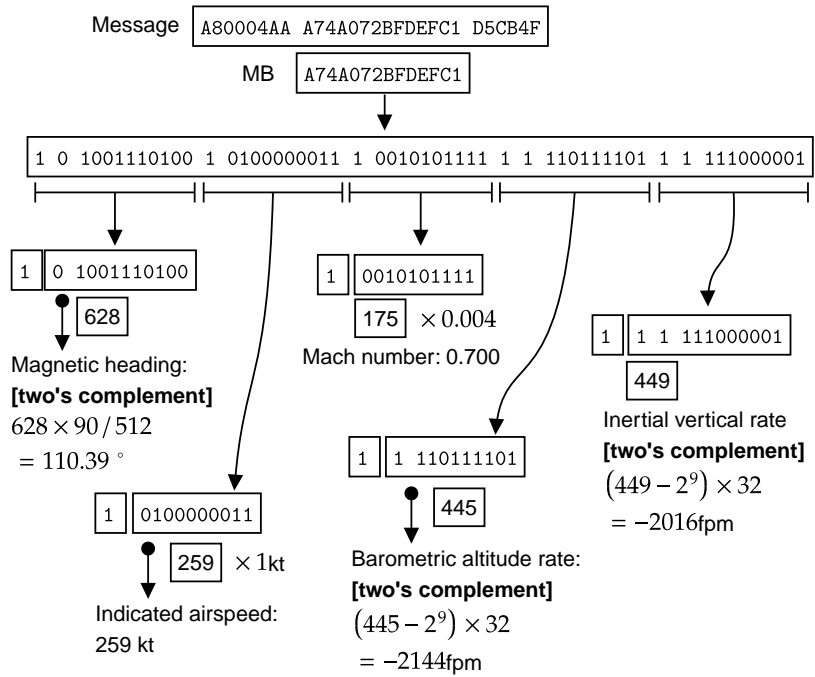 Message A80004AA A74A072BFDEFC1 D5CB4F
MB A74A072BFDEFC1
1 0 1001110100 1 0100000011 1 0010101111 1 1 110111101 1 1 111000001
1 0 1001110100
628
Magnetic heading:
[two's complement]
628 × 90 / 512
= 110.39 °
1 0100000011
259 × 1kt
Indicated airspeed:
259 kt
1 0010101111
175 × 0.004
Mach number: 0.700
1 1 110111101
445
Barometric altitude rate:
[two's complement]
(445 − 2⁹) × 32
= −2144fpm
1 1 1 111000001
449
Inertial vertical rate
[two's complement]
(449 − 2⁹) × 32
= −2016fpm